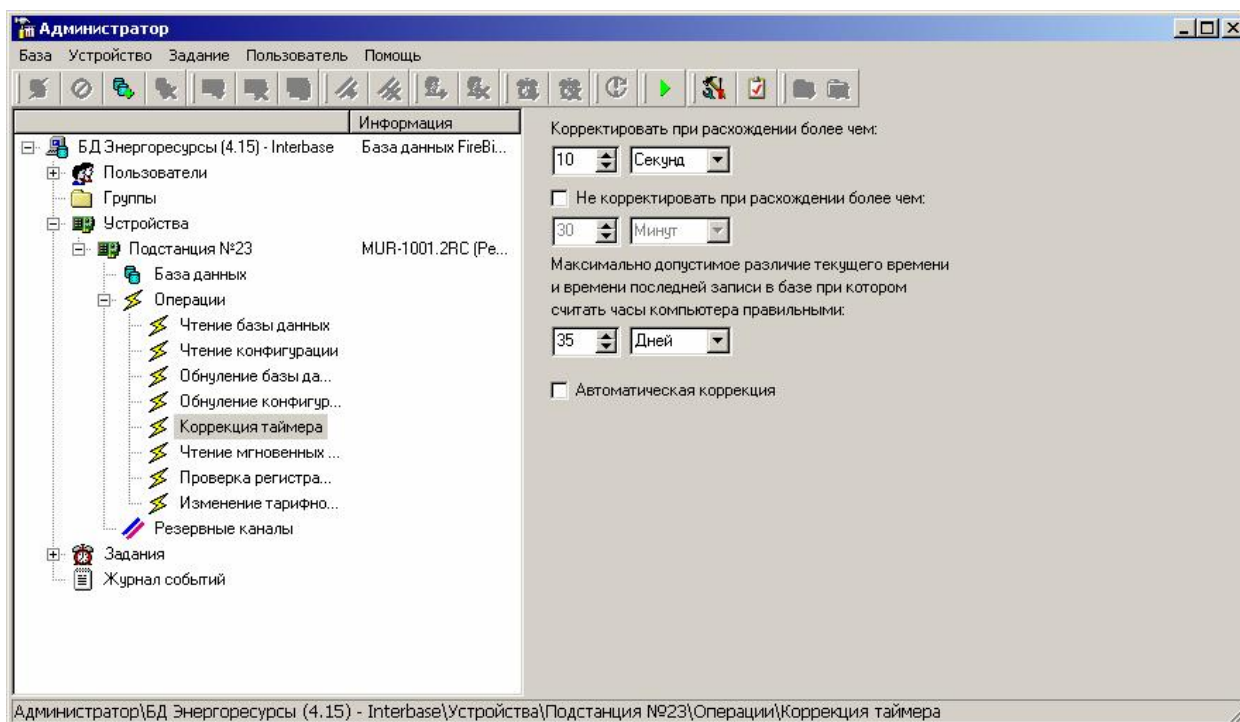 Администратор
База Устройство Задание Пользователь Помощь
Информация
БД Энергоресурсы (4.15) - Interbase База данных FireBi...
Пользователи
Группы
Устройства
Подстанция №23 MUR-1001.2RC (Ре...
База данных
Операции
Чтение базы данных
Чтение конфигурации
Обнуление базы да...
Обнуление конфигур...
Коррекция таймера
Чтение мгновенных ...
Проверка регистра...
Изменение тарифно...
Резервные каналы
Задания
Журнал событий
Корректировать при расхождении более чем:
10 Секунд
Не корректировать при расхождении более чем:
30 Минут
Максимально допустимое различие текущего времени
и времени последней записи в базе при котором
считать часы компьютера правильными:
35 Дней
Автоматическая коррекция
Администратор\БД Энергоресурсы (4.15) - Interbase\Устройства\Подстанция №23\Операции\Коррекция таймера